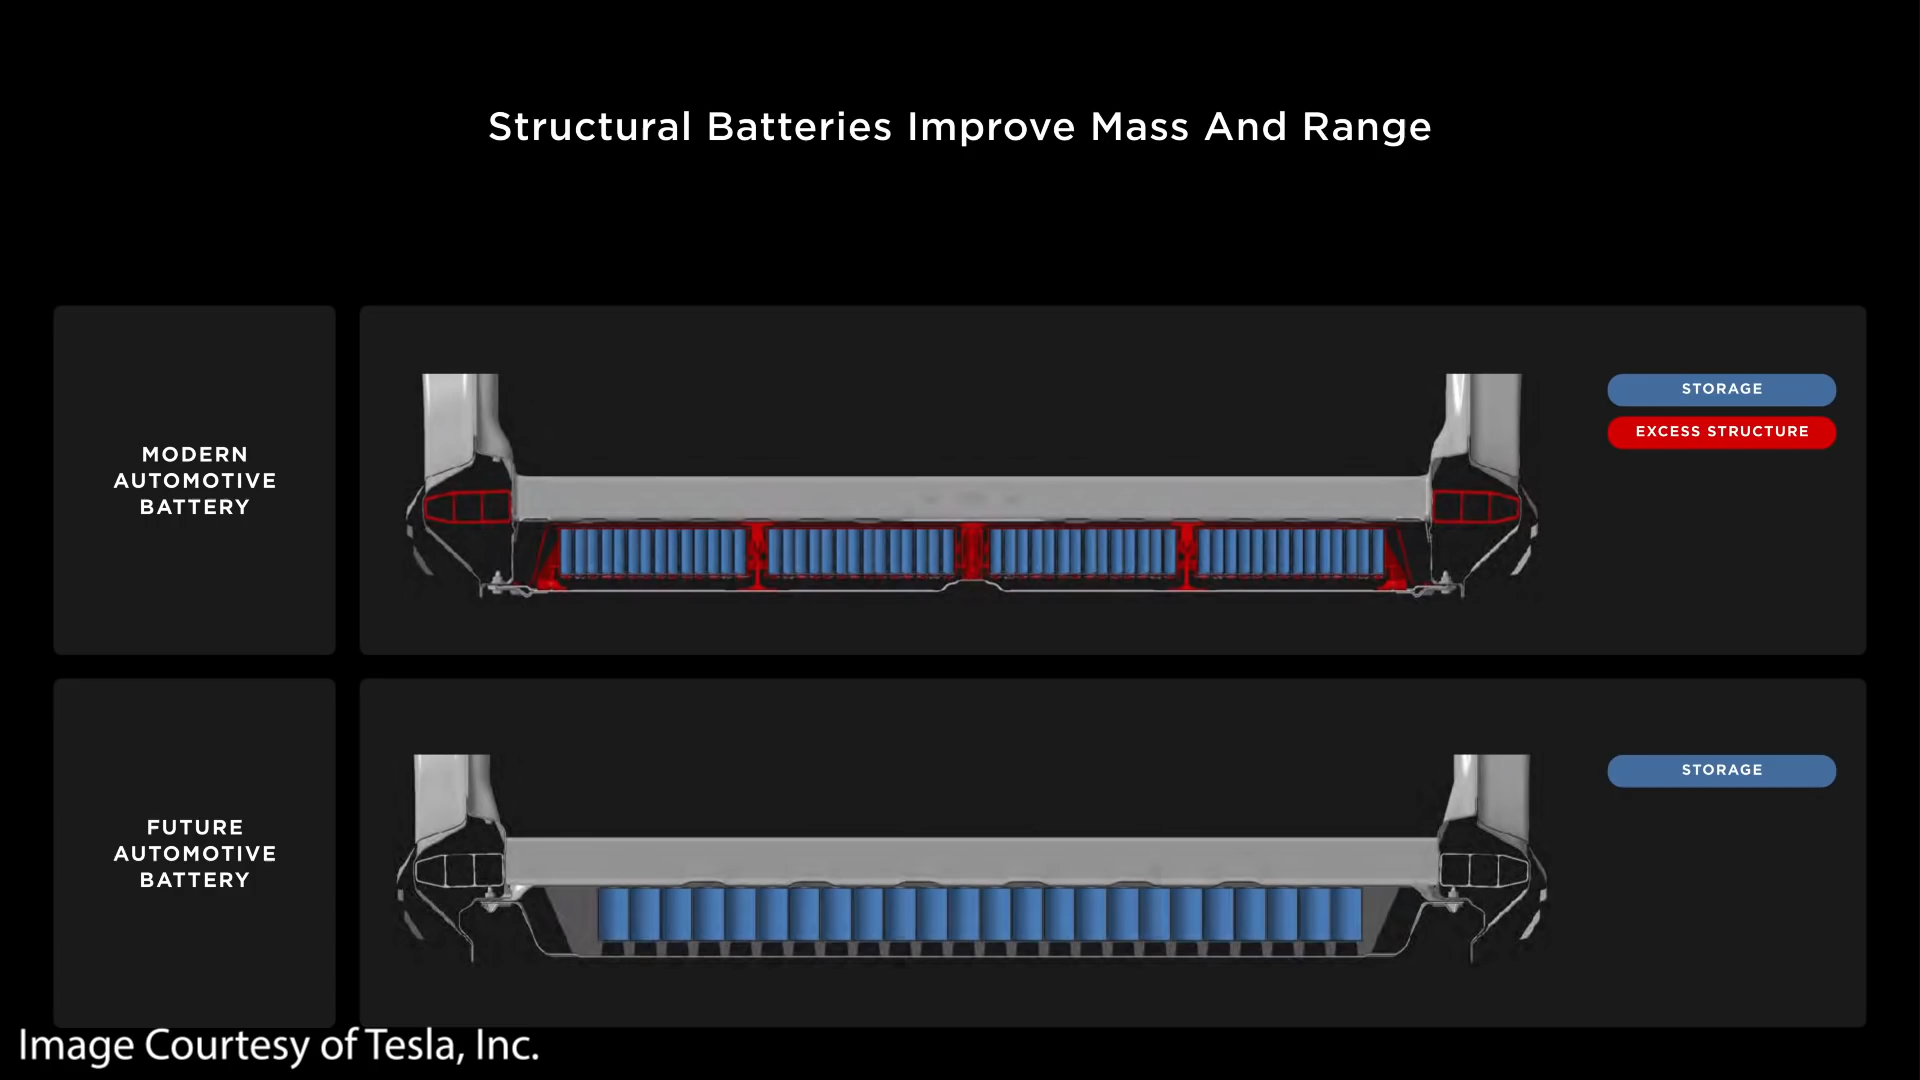 Structural Batteries Improve Mass And Range
MODERN
AUTOMOTIVE
BATTERY
STORAGE
EXCESS STRUCTURE
FUTURE
AUTOMOTIVE
BATTERY
STORAGE
Image Courtesy of Tesla, Inc.